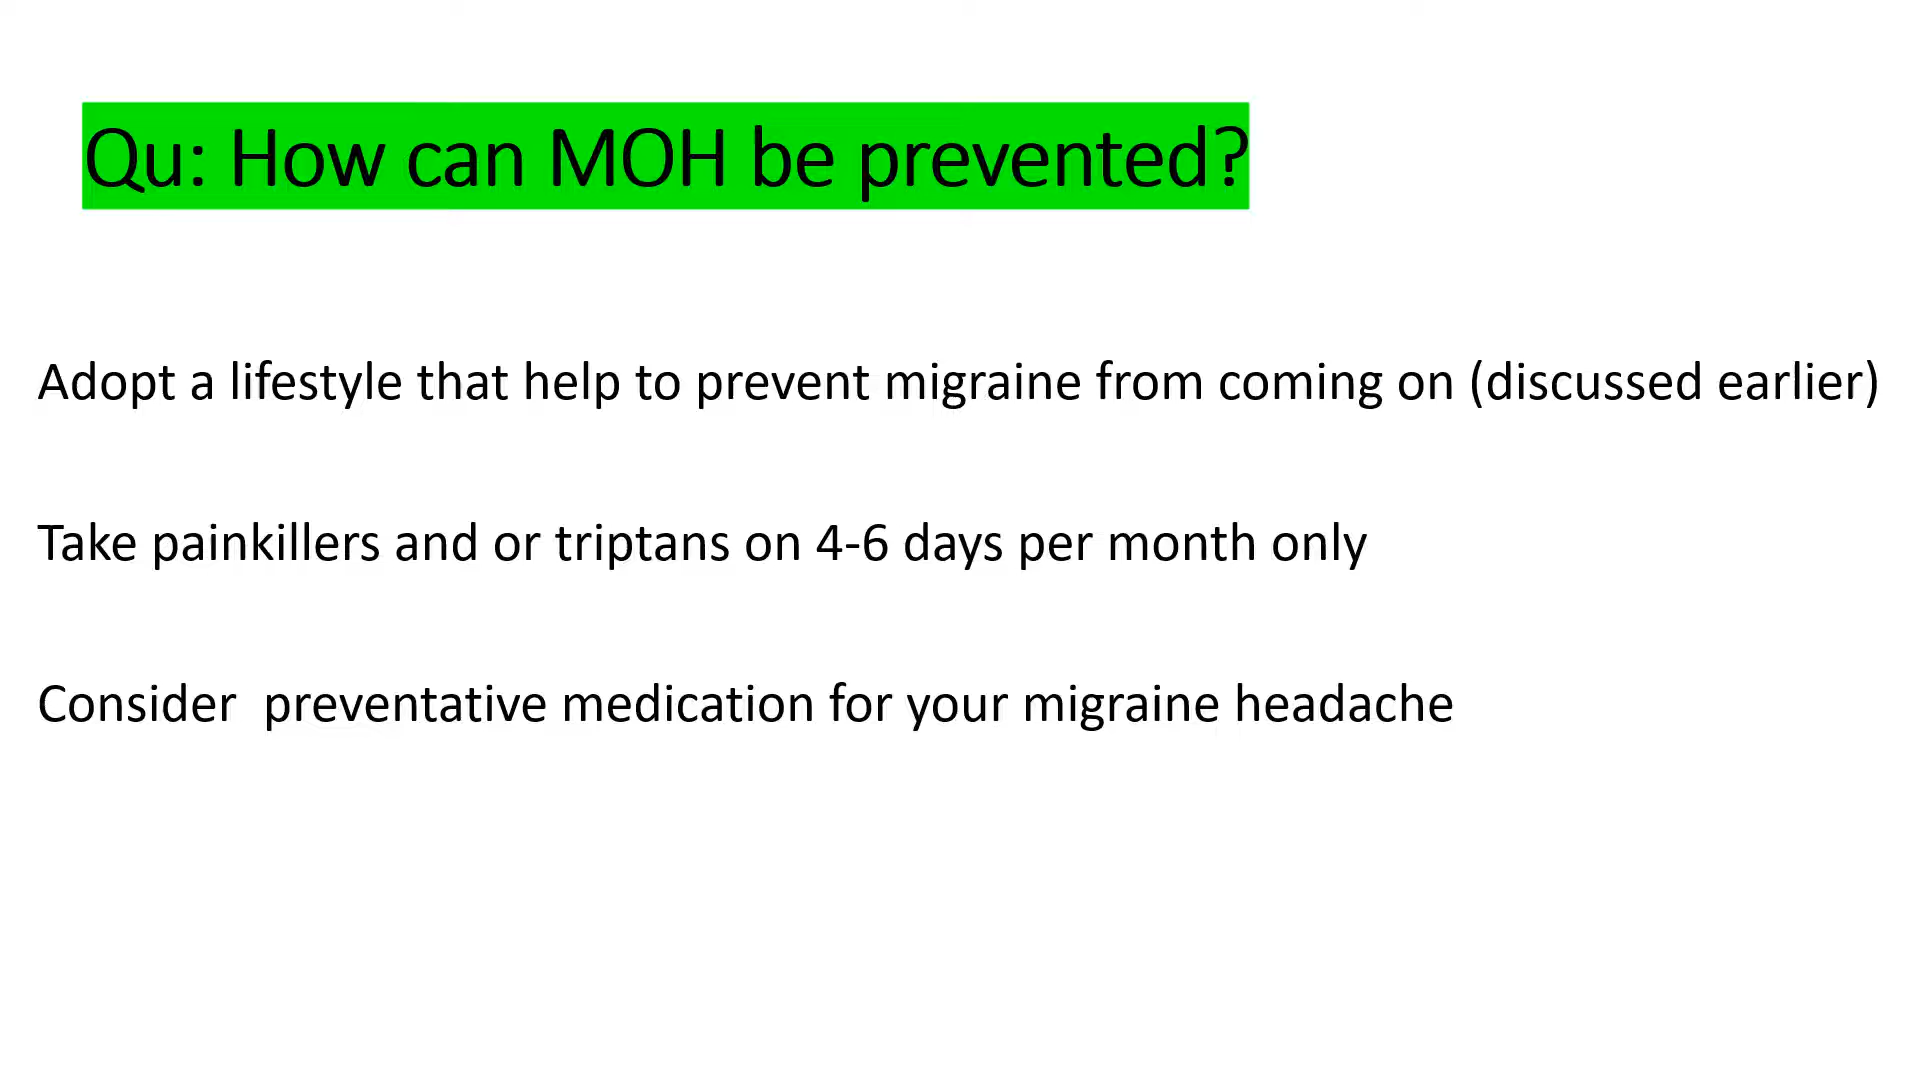 Qu: How can MOH be prevented?
Adopt a lifestyle that help to prevent migraine from coming on (discussed earlier)
Take painkillers and or triptans on 4-6 days per month only
Consider  preventative medication for your migraine headache